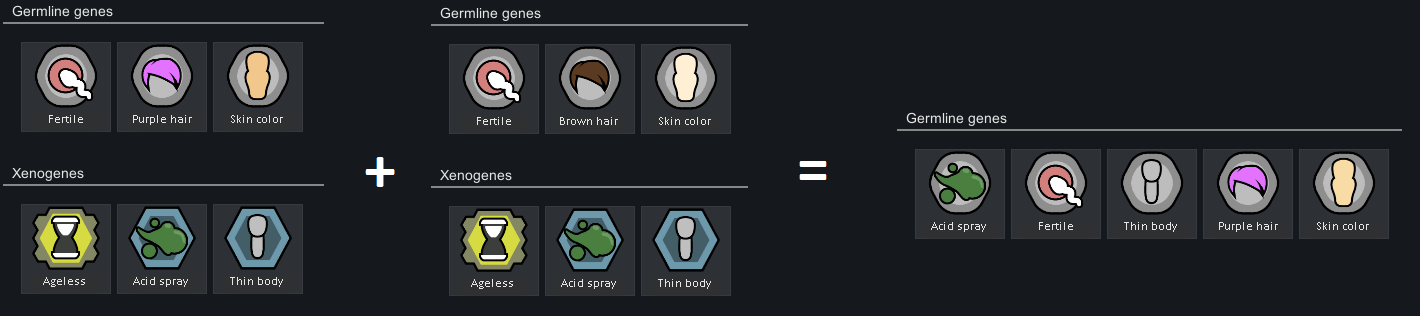 Germline genes
Fertile Purple hair Skin color
Xenogenes
Ageless Acid spray Thin body
+
Germline genes
Fertile Brown hair Skin color
Xenogenes
Ageless Acid spray Thin body
=
Germline genes
Acid spray Fertile Thin body Purple hair Skin color